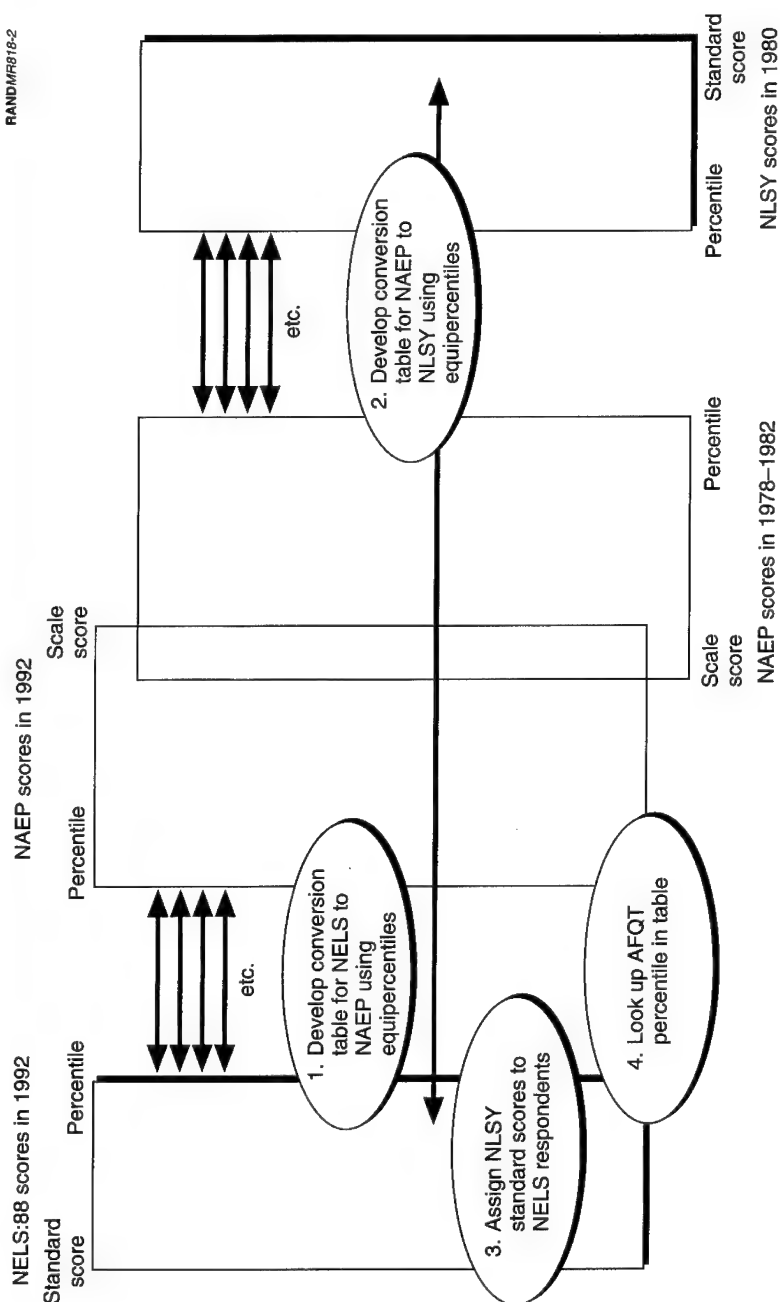 RANDMR818-2
NELS:88 scores in 1992
NAEP scores in 1992
Standard
score
Percentile
Percentile
Scale
score
etc.
etc.
1. Develop conversion
table for NELS to
NAEP using
equipercentiles
2. Develop conversion
table for NAEP to
NLSY using
equipercentiles
3. Assign NLSY
standard scores to
NELS respondents
4. Look up AFQT
percentile in table
Scale
score
Percentile
Percentile
Standard
score
NAEP scores in 1978–1982
NLSY scores in 1980